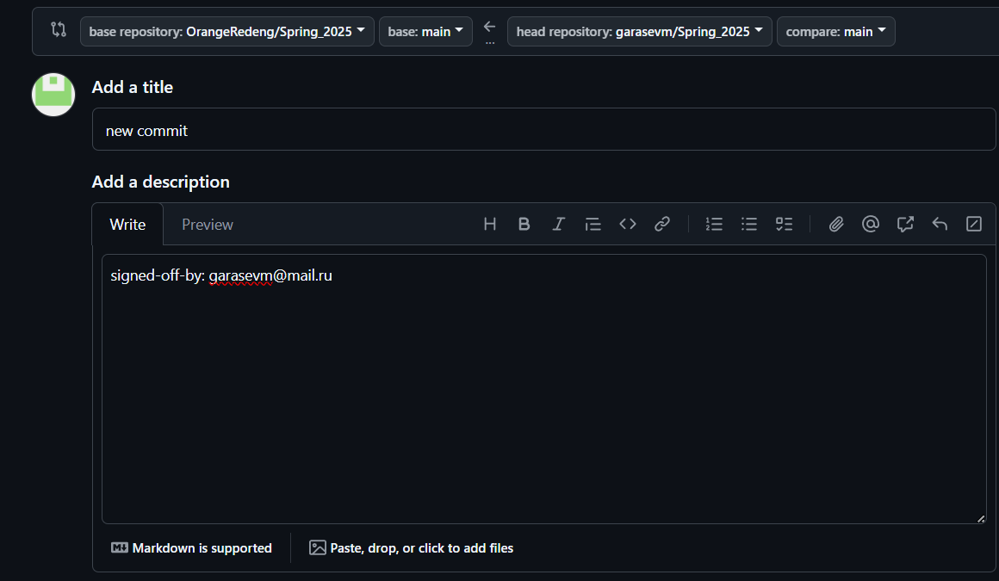 base repository: OrangeRedeng/Spring_2025 base: main ... head repository: garasevm/Spring_2025 compare: main
Add a title
new commit
Add a description
Write Preview
signed-off-by: garasevm@mail.ru
Markdown is supported Paste, drop, or click to add files